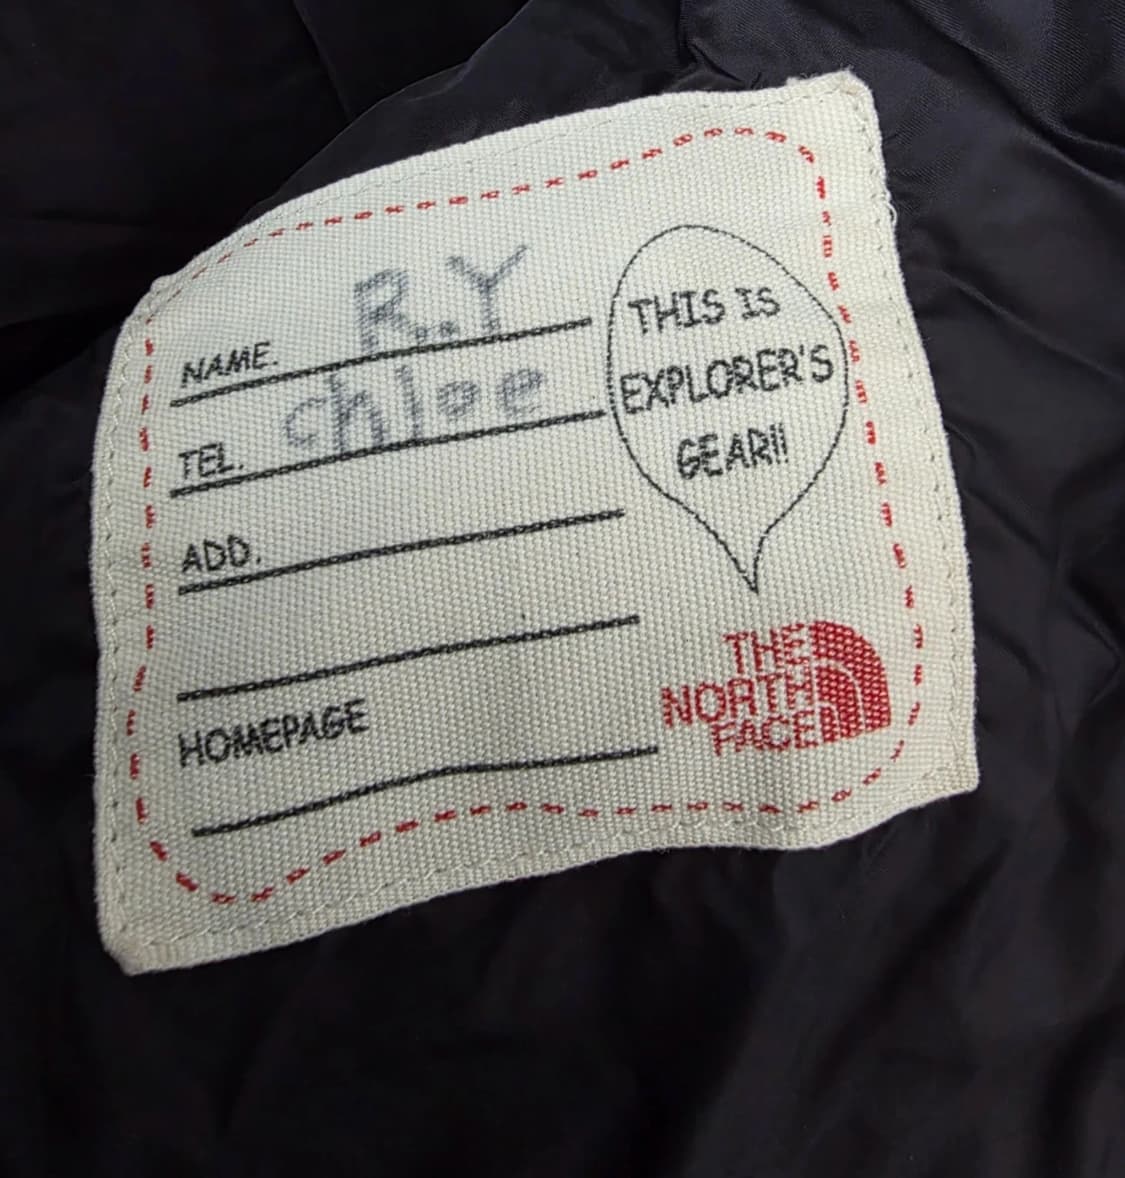 NAME. R.Y
TEL. chloe
ADD.
HOMEPAGE
THIS IS
EXPLORER'S
GEAR!!
THE
NORTH
FACE